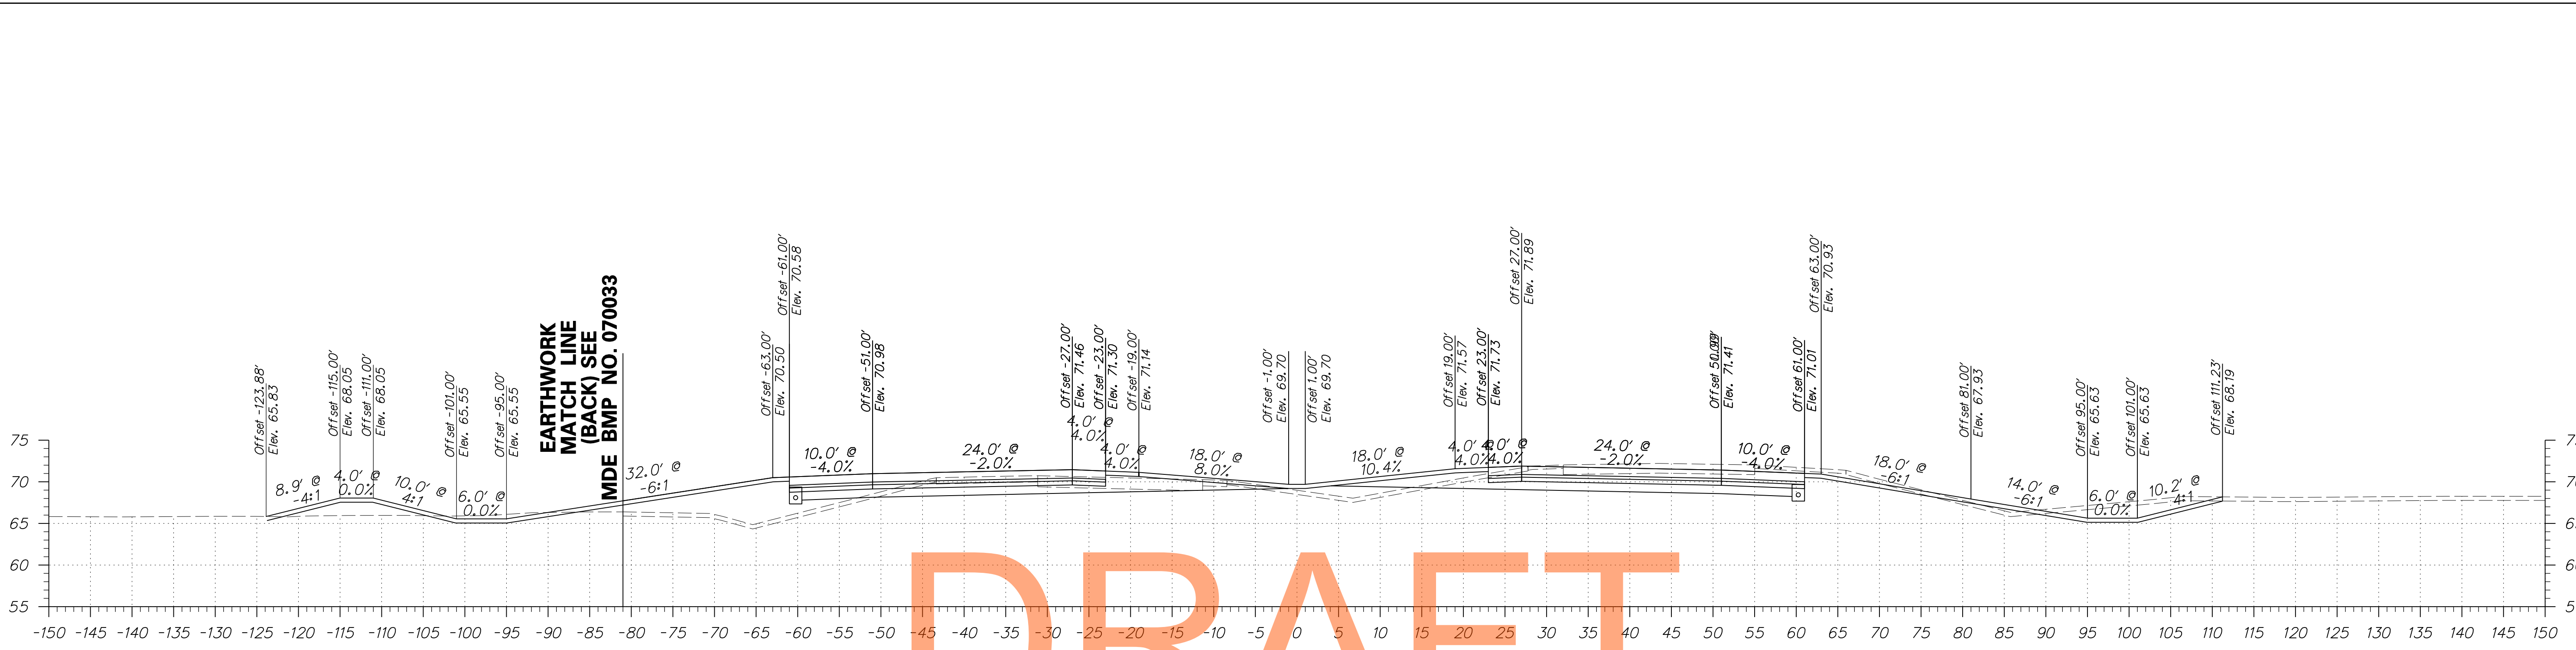 Offset -123.88'
Elev. 65.83
Offset -115.00'
Elev. 68.05
Offset -111.00'
Elev. 68.05
Offset -101.00'
Elev. 65.55
Offset -95.00'
Elev. 65.55
EARTHWORK
MATCH LINE
(BACK) SEE
MDE BMP NO. 070033
Offset -63.00'
Elev. 70.50
Offset -61.00'
Elev. 70.58
Offset -51.00'
Elev. 70.98
Offset -27.00'
Elev. 71.46
Offset -23.00'
Elev. 71.30
Offset -19.00'
Elev. 71.14
Offset -1.00'
Elev. 69.70
Offset 1.00'
Elev. 69.70
Offset 19.00'
Elev. 71.57
Offset 23.00'
Elev. 71.73
Offset 27.00'
Elev. 71.89
Offset
Elev. 71.41
Offset 61.00'
Elev. 71.01
Offset 63.00'
Elev. 70.93
Offset 81.00'
Elev. 67.93
Offset 95.00'
Elev. 65.63
Offset 101.00'
Elev. 65.63
Offset 111.23'
Elev. 68.19
8.9' @
-4:1
4.0' @
0.0%
10.0' @
4:1
6.0' @
0.0%
32.0' @
-6:1
10.0' @
-4.0%
24.0' @
-2.0%
4.0' @
4.0%
4.0' @
4.0%
18.0' @
8.0%
18.0' @
10.4%
4.0' @
4.0%
4.0' @
4.0%
24.0' @
-2.0%
10.0' @
-4.0%
18.0' @
-6:1
14.0' @
-6:1
6.0' @
0.0%
10.2' @
4:1
75
70
65
60
55
-150 -145 -140 -135 -130 -125 -120 -115 -110 -105 -100 -95 -90 -85 -80 -75 -70 -65 -60 -55 -50 -45 -40 -35 -30 -25 -20 -15 -10 -5 0 5 10 15 20 25 30 35 40 45 50 55 60 65 70 75 80 85 90 95 100 105 110 115 120 125 130 135 140 145 150
DRAFT